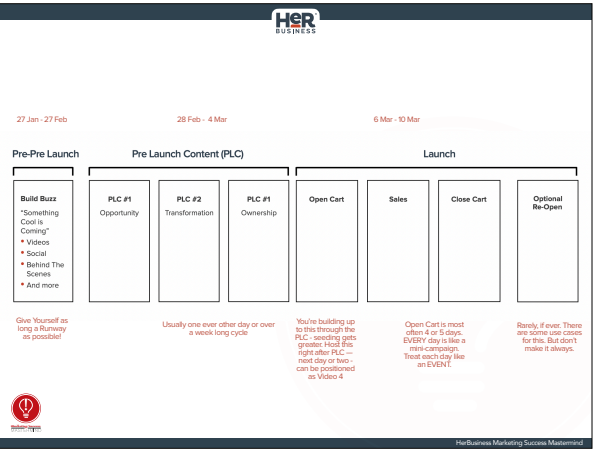 HerBUSINESS
27 Jan - 27 Feb
28 Feb - 4 Mar
6 Mar - 10 Mar
Pre-Pre Launch
Pre Launch Content (PLC)
Launch
Build Buzz
"Something
Cool is
Coming"
• Videos
• Social
• Behind The
Scenes
• And more
PLC #1
Opportunity
PLC #2
Transformation
PLC #1
Ownership
Open Cart
Sales
Close Cart
Optional
Re-Open
Give Yourself as
long a Runway
as possible!
Usually one ever other day or over
a week long cycle
You're building up
to this through the
PLC - seeding gets
greater. Host this
right after PLC —
next day or two -
can be positioned
as Video 4
Open Cart is most
often 4 or 5 days.
EVERY day is like a
mini-campaign.
Treat each day like
an EVENT.
Rarely, if ever. There
are some use cases
for this. But don't
make it always.
Marketing Success
HerBusiness Marketing Success Mastermind